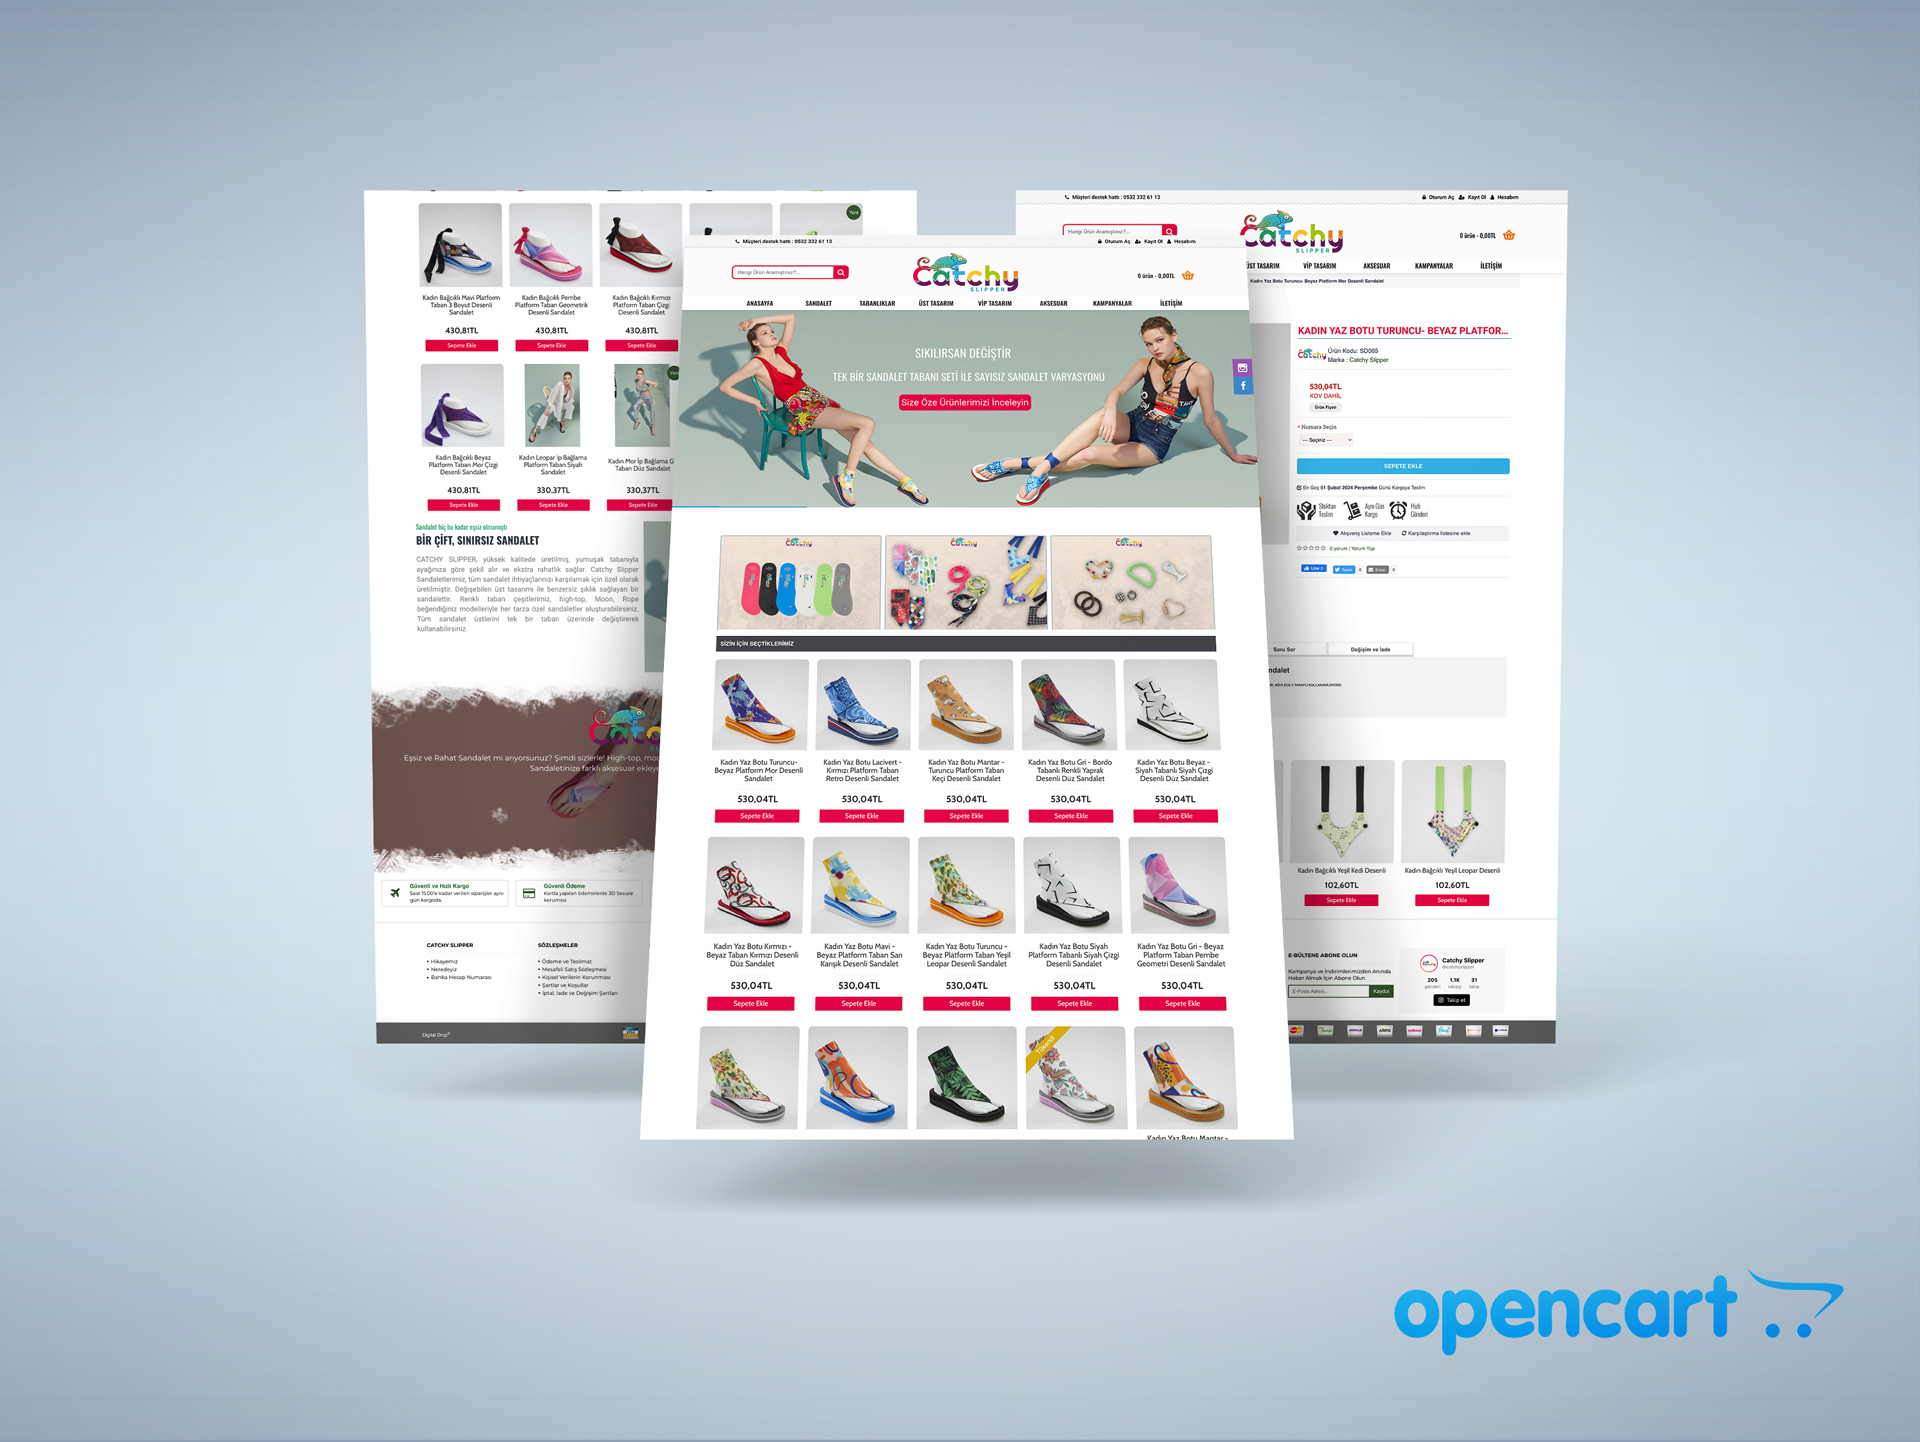 Yeni
Kadın Bağcıklı Mavi Platform
Taban 3 Boyut Desenli
Sandalet
Kadın Bağcıklı Pembe
Platform Taban Geometrik
Desenli Sandalet
Kadın Bağcıklı Kırmızı
Platform Taban Çizgi
Desenli Sandalet
430,81TL
430,81TL
430,81TL
Sepete Ekle
Sepete Ekle
Sepete Ekle
Kadın Bağcıklı Beyaz
Platform Taban Mor Çizgi
Desenli Sandalet
Kadın Leopar İp Bağlama
Platform Taban Siyah
Sandalet
Kadın Mor İp Bağlama G
Taban Düz Sandalet
430,81TL
330,37TL
330,37TL
Sepete Ekle
Sepete Ekle
Sepete Ekle
Sandalet hiç bu kadar eşsiz olmamıştı
BİR ÇİFT, SINIRSIZ SANDALET
CATCHY SLIPPER, yüksek kalitede üretilmiş, yumuşak tabanıyla
ayağınıza göre şekil alır ve ekstra rahatlık sağlar. Catchy Slipper
Sandaletlerimiz, tüm sandalet ihtiyaçlarınızı karşılamak için özel olarak
üretilmiştir. Değişebilen üst tasarımı ile benzersiz şıklık sağlayan bir
sandalettir. Renkli taban çeşitlerimiz, high-top, Moon, Rope
beğendiğiniz modelleriyle her tarza özel sandaletler oluşturabilirsiniz.
Tüm sandalet üstlerini tek bir taban üzerinde değiştirerek
kullanabilirsiniz.
Eşsiz ve Rahat Sandalet mi arıyorsunuz? Şimdi sizlerle! High-top, moo
Sandaletinize farklı aksesuar ekleye
Güvenli ve Hızlı Kargo
Saat 15:00'e kadar verilen siparişler aynı
gün kargoda.
Güvenli Ödeme
Kartla yapılan ödemelerde 3D Secure
koruması
CATCHY SLIPPER
• Hikayemiz
• Neredeyiz
• Banka Hesap Numarası
SÖZLEŞMELER
• Ödeme ve Teslimat
• Mesafeli Satış Sözleşmesi
• Kişisel Verilerin Korunması
• Şartlar ve Koşullar
• İptal, İade ve Değişim Şartları
Digital Drop
Müşteri destek hattı : 0532 332 61 13
Oturum Aç Kayıt Ol Hesabım
Hangi Ürün Aramıştınız?...
Catchy
SLIPPER
0 ürün - 0,00TL
ANASAYFA SANDALET TABANLIKLAR ÜST TASARIM VİP TASARIM AKSESUAR KAMPANYALAR İLETİŞİM
SIKILIRSAN DEĞİŞTİR
TEK BİR SANDALET TABANI SETİ İLE SAYISIZ SANDALET VARYASYONU
Size Öze Ürünlerimizi İnceleyin
Catchy
Catchy
Catchy
SİZİN İÇİN SEÇTİKLERİMİZ
Kadın Yaz Botu Turuncu-
Beyaz Platform Mor Desenli
Sandalet
Kadın Yaz Botu Lacivert -
Kırmızı Platform Taban
Retro Desenli Sandalet
Kadın Yaz Botu Mantar -
Turuncu Platform Taban
Keçi Desenli Sandalet
Kadın Yaz Botu Gri - Bordo
Tabanlı Renkli Yaprak
Desenli Düz Sandalet
Kadın Yaz Botu Beyaz -
Siyah Tabanlı Siyah Çizgi
Desenli Düz Sandalet
530,04TL
530,04TL
530,04TL
530,04TL
530,04TL
Sepete Ekle
Sepete Ekle
Sepete Ekle
Sepete Ekle
Sepete Ekle
Kadın Yaz Botu Kırmızı -
Beyaz Taban Kırmızı Desenli
Düz Sandalet
Kadın Yaz Botu Mavi -
Beyaz Platform Taban Sarı
Karışık Desenli Sandalet
Kadın Yaz Botu Turuncu -
Beyaz Platform Taban Yeşil
Leopar Desenli Sandalet
Kadın Yaz Botu Siyah
Platform Tabanlı Siyah Çizgi
Desenli Sandalet
Kadın Yaz Botu Gri - Beyaz
Platform Taban Pembe
Geometri Desenli Sandalet
530,04TL
530,04TL
530,04TL
530,04TL
530,04TL
Sepete Ekle
Sepete Ekle
Sepete Ekle
Sepete Ekle
Sepete Ekle
TÜKENDİ
Kadın Yaz Botu Mantar -
Müşteri destek hattı : 0532 332 61 13
Oturum Aç Kayıt Ol Hesabım
Hangi Ürün Aramıştınız?...
Catchy
SLIPPER
0 ürün - 0,00TL
ÜST TASARIM VİP TASARIM AKSESUAR KAMPANYALAR İLETİŞİM
Kadın Yaz Botu Turuncu- Beyaz Platform Mor Desenli Sandalet
KADIN YAZ BOTU TURUNCU- BEYAZ PLATFOR...
Catchy
Ürün Kodu: SD065
Marka : Catchy Slipper
530,04TL
KDV DAHİL
Ürün Fiyatı
* Numara Seçin
--- Seçiniz ---
SEPETE EKLE
En Geç 01 Şubat 2024 Perşembe Günü Kargoya Teslim
Stoktan
Teslim
Aynı Gün
Kargo
Hızlı
Gönderi
Alışveriş Listeme Ekle
Karşılaştırma listesine ekle
0 yorum / Yorum Yap
Like 0
Tweet 0
Email 0
Soru Sor
Değişim ve İade
ndalet
Kadın Bağcıklı Yeşil Kedi Desenli
Kadın Bağcıklı Yeşil Leopar Desenli
102,60TL
102,60TL
Sepete Ekle
Sepete Ekle
E-BÜLTENE ABONE OLUN
Kampanya ve İndirimlerimizden Anında
Haber Almak İçin Abone Olun
E-Posta Adresi...
Kaydol
Catchy Slipper
@catchyslipper
205 1.1K 31
gönderi takipçi takip
Takip et
opencart